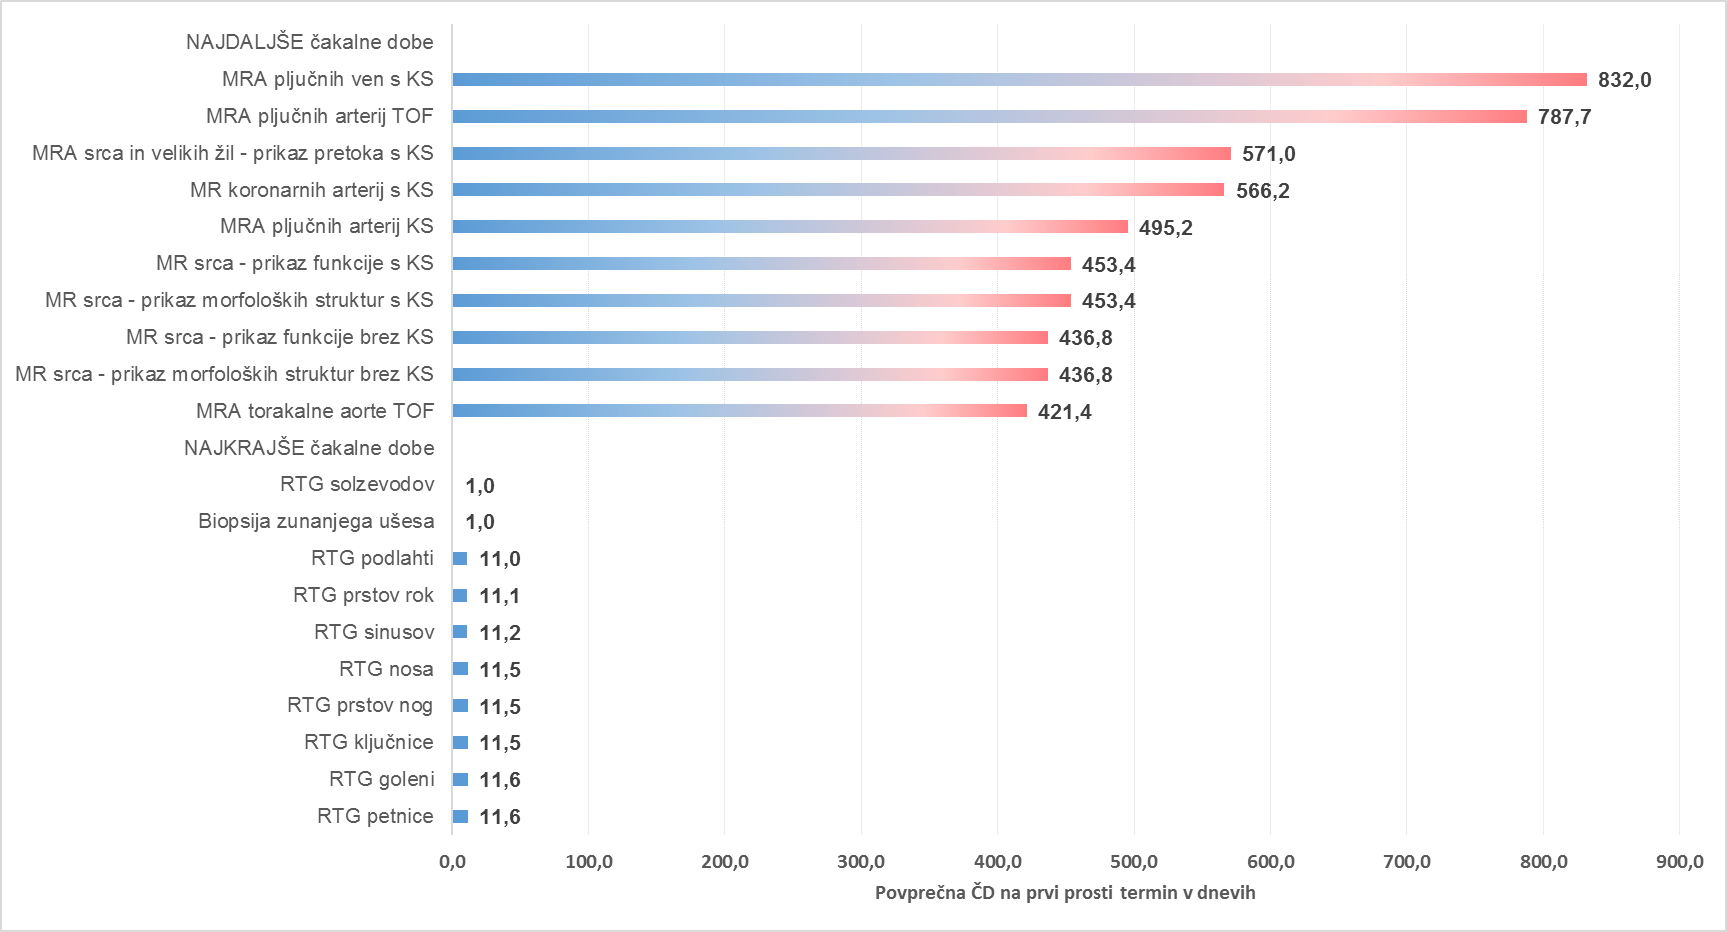 NAJDALJŠE čakalne dobe
MRA pljučnih ven s KS 832,0
MRA pljučnih arterij TOF 787,7
MRA srca in velikih žil - prikaz pretoka s KS 571,0
MR koronarnih arterij s KS 566,2
MRA pljučnih arterij KS 495,2
MR srca - prikaz funkcije s KS 453,4
MR srca - prikaz morfoloških struktur s KS 453,4
MR srca - prikaz funkcije brez KS 436,8
MR srca - prikaz morfoloških struktur brez KS 436,8
MRA torakalne aorte TOF 421,4
NAJKRAJŠE čakalne dobe
RTG solzevodov 1,0
Biopsija zunanjega ušesa 1,0
RTG podlahti 11,0
RTG prstov rok 11,1
RTG sinusov 11,2
RTG nosa 11,5
RTG prstov nog 11,5
RTG ključnice 11,5
RTG goleni 11,6
RTG petnice 11,6
0,0 100,0 200,0 300,0 400,0 500,0 600,0 700,0 800,0 900,0
Povprečna ČD na prvi prosti termin v dnevih